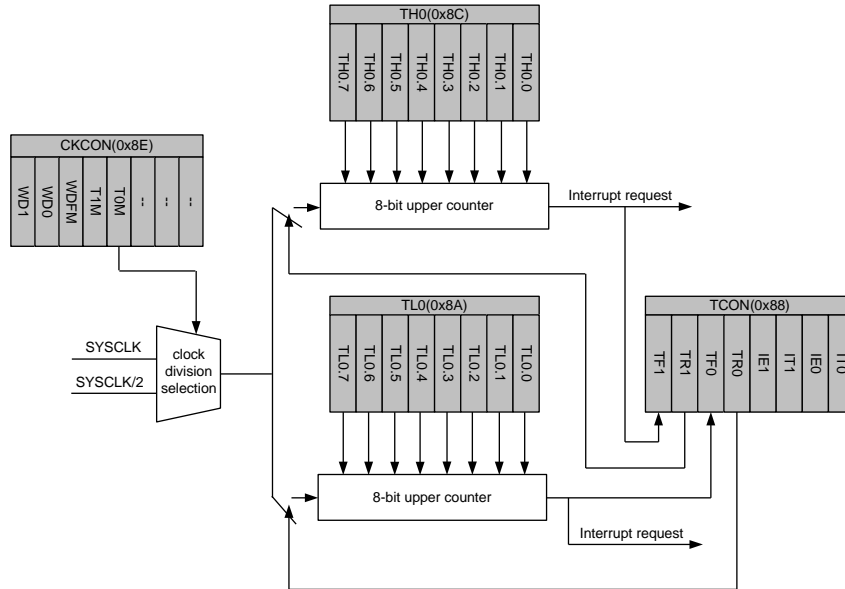 TH0(0x8C)
TH0.7
TH0.6
TH0.5
TH0.4
TH0.3
TH0.2
TH0.1
TH0.0
CKCON(0x8E)
WD1
WD0
WDFM
T1M
T0M
--
--
--
8-bit upper counter
Interrupt request
TL0(0x8A)
TL0.7
TL0.6
TL0.5
TL0.4
TL0.3
TL0.2
TL0.1
TL0.0
TCON(0x88)
TF1
TR1
TF0
TR0
IE1
IT1
IE0
IT0
SYSCLK
SYSCLK/2
clock
division
selection
8-bit upper counter
Interrupt request